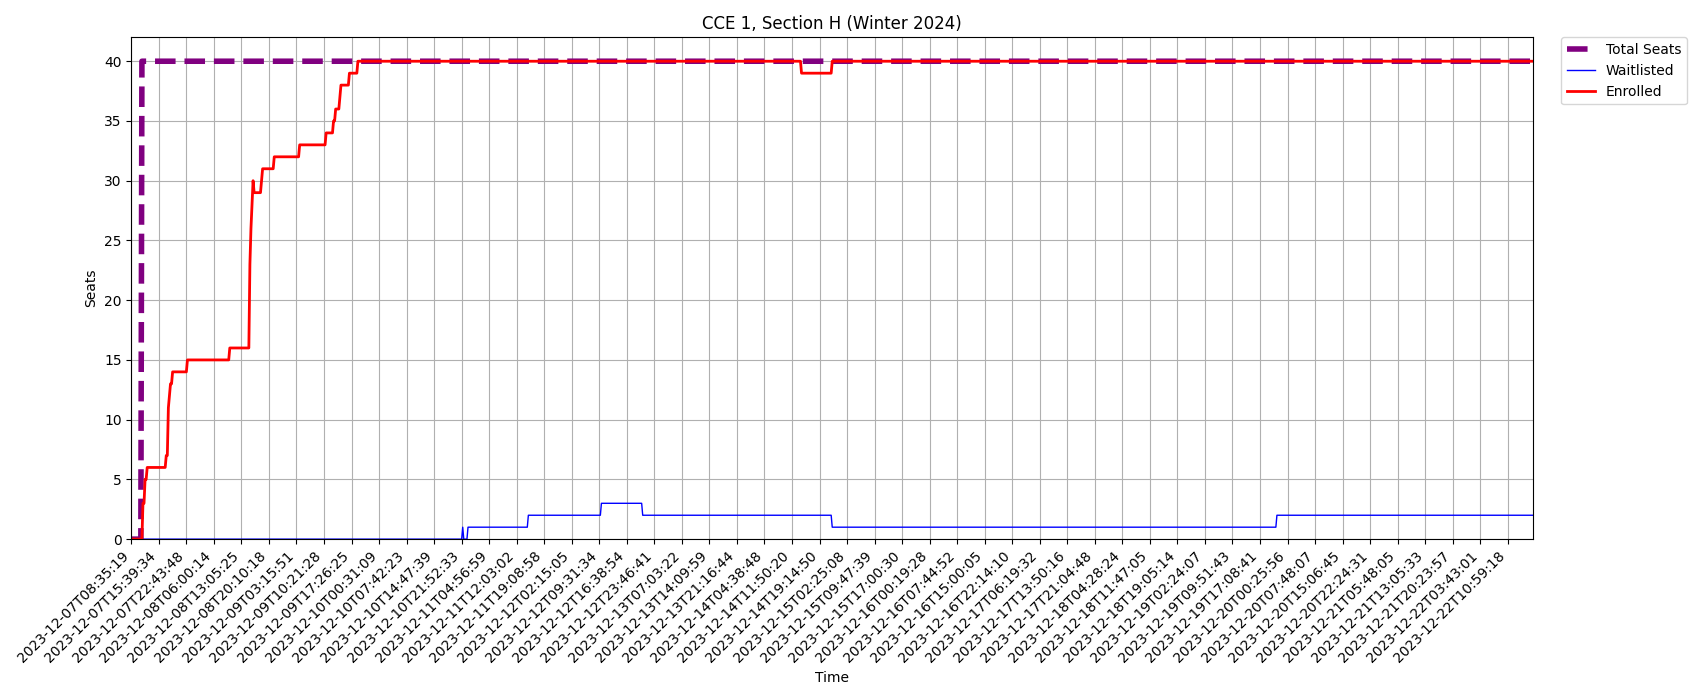 CCE 1, Section H (Winter 2024)
Total Seats
Waitlisted
Enrolled
Seats
40
35
30
25
20
15
10
5
0
2023-12-07T08:35:19
2023-12-07T15:39:34
2023-12-07T22:43:48
2023-12-08T06:00:14
2023-12-08T13:05:25
2023-12-08T20:10:18
2023-12-09T03:15:51
2023-12-09T10:21:28
2023-12-09T17:26:25
2023-12-10T00:31:09
2023-12-10T07:42:23
2023-12-10T14:47:39
2023-12-10T21:52:33
2023-12-11T04:56:59
2023-12-11T12:03:02
2023-12-11T19:08:58
2023-12-12T02:15:05
2023-12-12T09:31:34
2023-12-12T16:38:54
2023-12-12T23:46:41
2023-12-13T07:03:22
2023-12-13T14:09:59
2023-12-13T21:16:44
2023-12-14T04:38:48
2023-12-14T11:50:20
2023-12-14T19:14:50
2023-12-15T02:25:08
2023-12-15T09:47:39
2023-12-15T17:00:30
2023-12-16T00:19:28
2023-12-16T07:44:52
2023-12-16T15:00:05
2023-12-16T22:14:10
2023-12-17T06:19:32
2023-12-17T13:50:16
2023-12-17T21:04:48
2023-12-18T04:28:24
2023-12-18T11:47:05
2023-12-18T19:05:14
2023-12-19T02:24:07
2023-12-19T09:51:43
2023-12-19T17:08:41
2023-12-20T00:25:56
2023-12-20T07:48:07
2023-12-20T15:06:45
2023-12-20T22:24:31
2023-12-21T05:48:05
2023-12-21T13:05:33
2023-12-21T20:23:57
2023-12-22T03:43:01
2023-12-22T10:59:18
Time